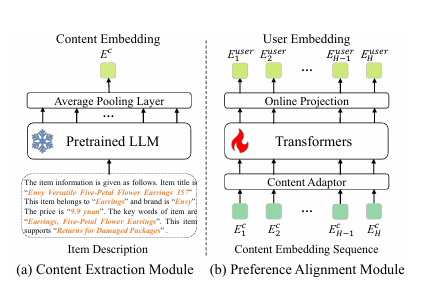 Content Embedding
E^c
Average Pooling Layer
...
Pretrained LLM
The item information is given as follows. Item title is
"Envy Versatile Five-Petal Flower Earrings 357"
This item belongs to "Earrings" and brand is "Envy".
The price is "9.9 yuan". The key words of item are
"Earrings, Five-Petal Flower Earrings". This item
supports "Returns for Damaged Packages" .
Item Description
(a) Content Extraction Module
User Embedding
E_1^{user} E_2^{user} ... E_{H-1}^{user} E_H^{user}
Online Projection
Transformers
Content Adaptor
...
E_1^c E_2^c E_{H-1}^c E_H^c
Content Embedding Sequence
(b) Preference Alignment Module